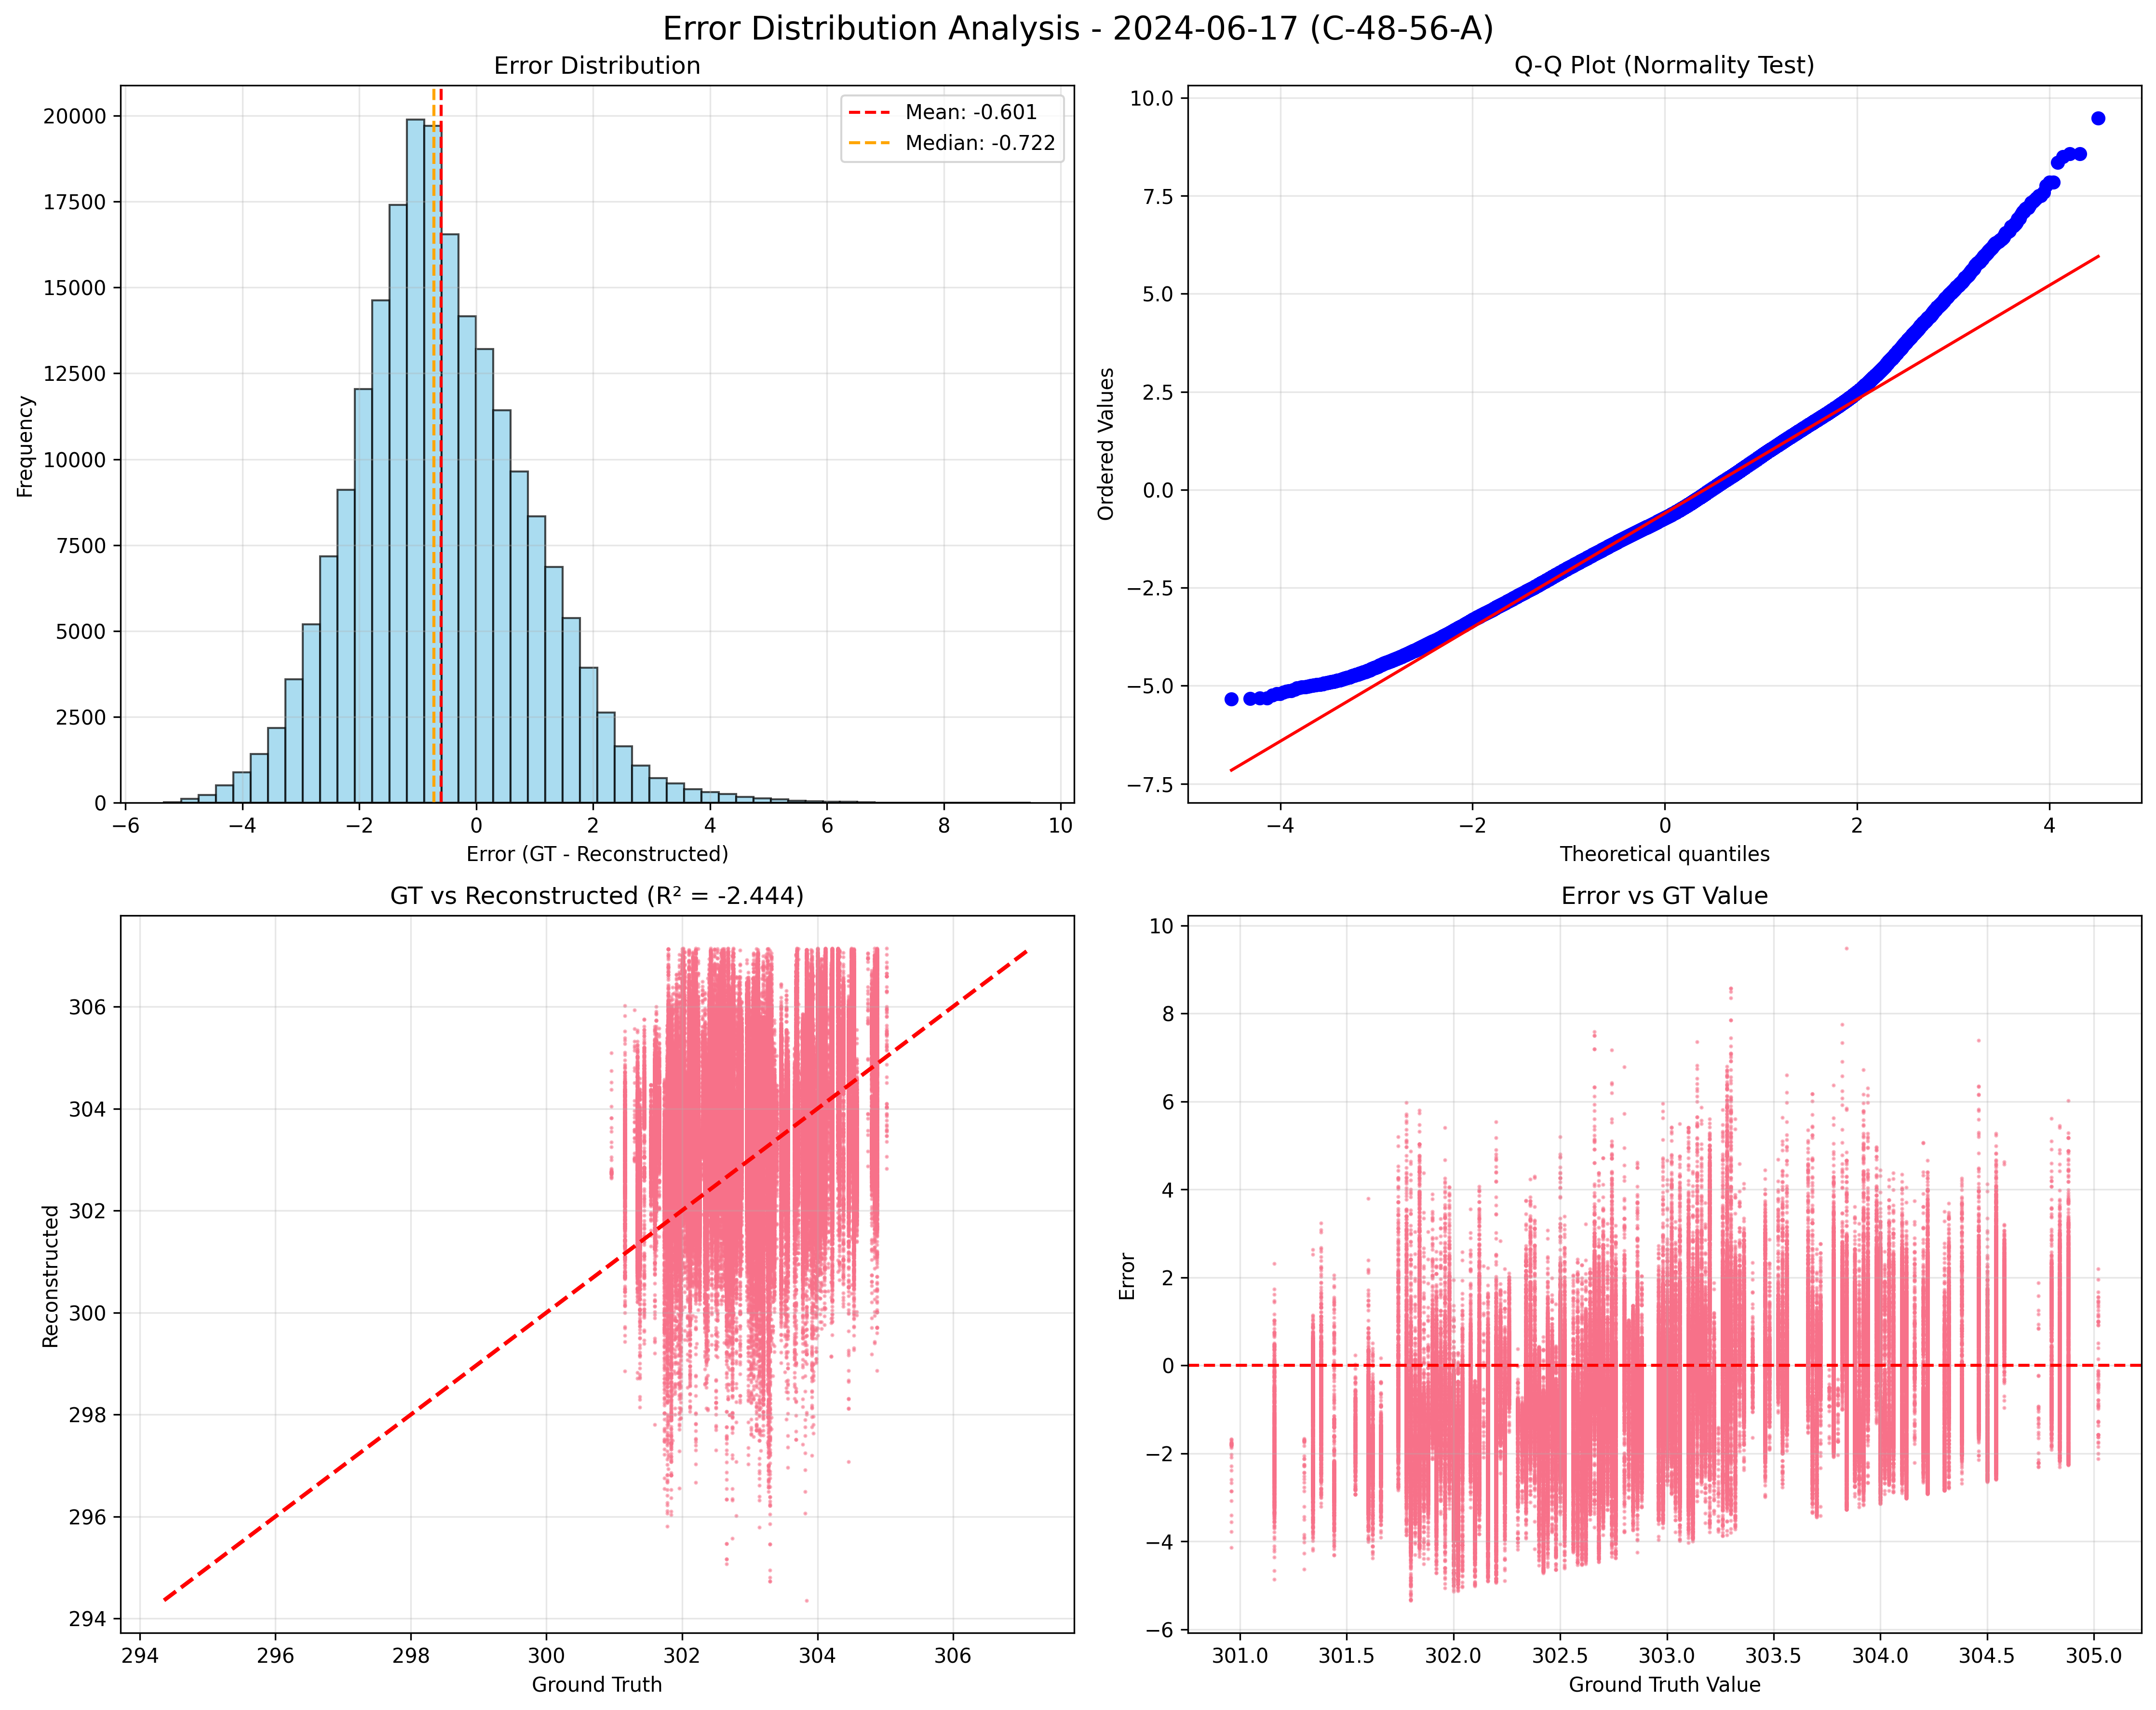 Error Distribution Analysis - 2024-06-17 (C-48-56-A)
Error Distribution
Mean: -0.601
Median: -0.722
20000
17500
15000
12500
10000
7500
5000
2500
0
Frequency
−6 −4 −2 0 2 4 6 8 10
Error (GT - Reconstructed)
Q-Q Plot (Normality Test)
10.0
7.5
5.0
2.5
0.0
−2.5
−5.0
−7.5
Ordered Values
−4 −2 0 2 4
Theoretical quantiles
GT vs Reconstructed (R² = -2.444)
306
304
302
300
298
296
294
Reconstructed
294 296 298 300 302 304 306
Ground Truth
Error vs GT Value
10
8
6
4
2
0
−2
−4
−6
Error
301.0 301.5 302.0 302.5 303.0 303.5 304.0 304.5 305.0
Ground Truth Value